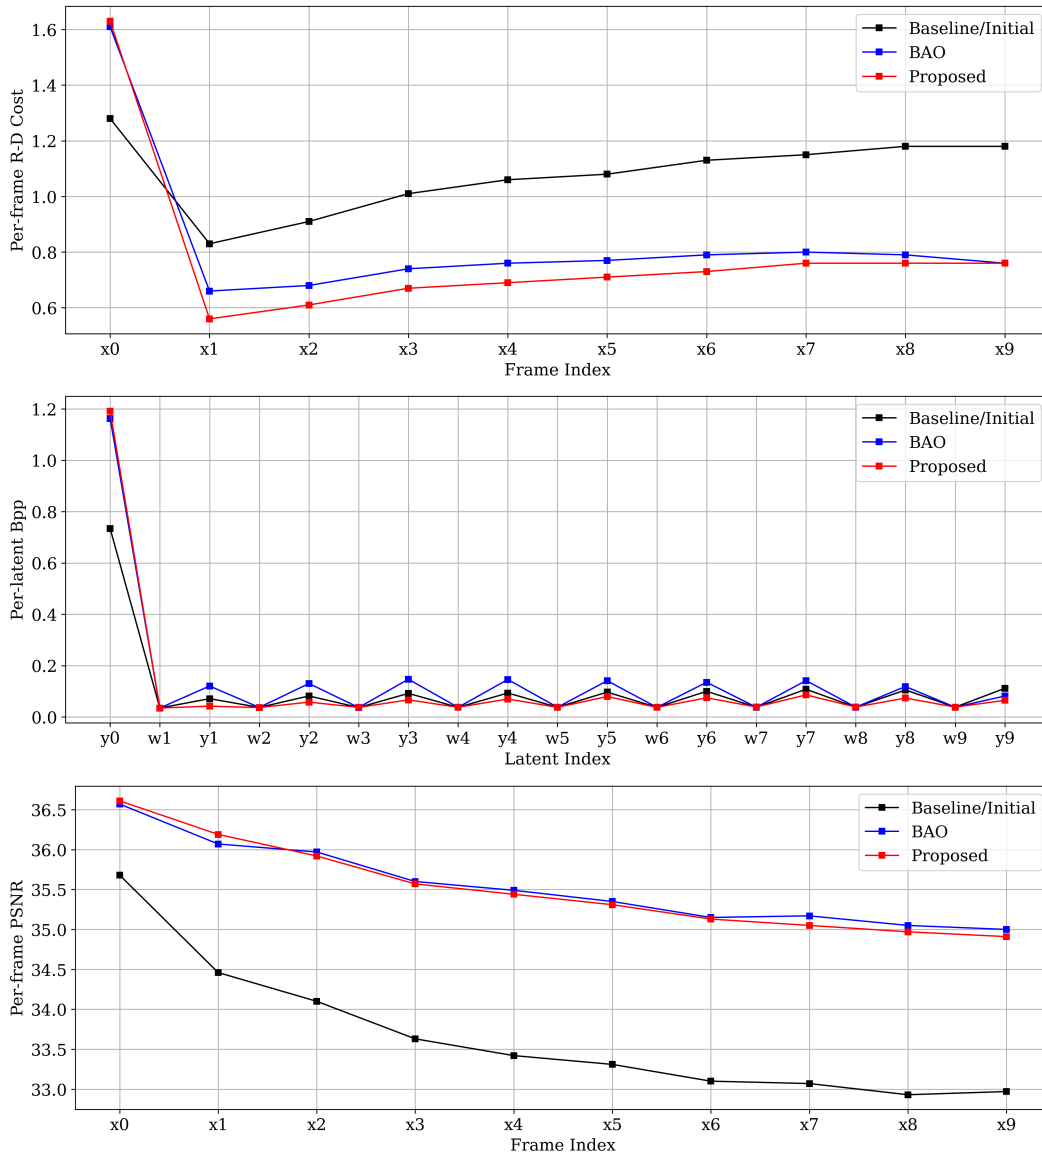 Per-frame R-D Cost
1.6
1.4
1.2
1.0
0.8
0.6
Baseline/Initial
BAO
Proposed
x0 x1 x2 x3 x4 x5 x6 x7 x8 x9
Frame Index
Per-latent Bpp
1.2
1.0
0.8
0.6
0.4
0.2
0.0
Baseline/Initial
BAO
Proposed
y0 w1 y1 w2 y2 w3 y3 w4 y4 w5 y5 w6 y6 w7 y7 w8 y8 w9 y9
Latent Index
Per-frame PSNR
36.5
36.0
35.5
35.0
34.5
34.0
33.5
33.0
Baseline/Initial
BAO
Proposed
x0 x1 x2 x3 x4 x5 x6 x7 x8 x9
Frame Index